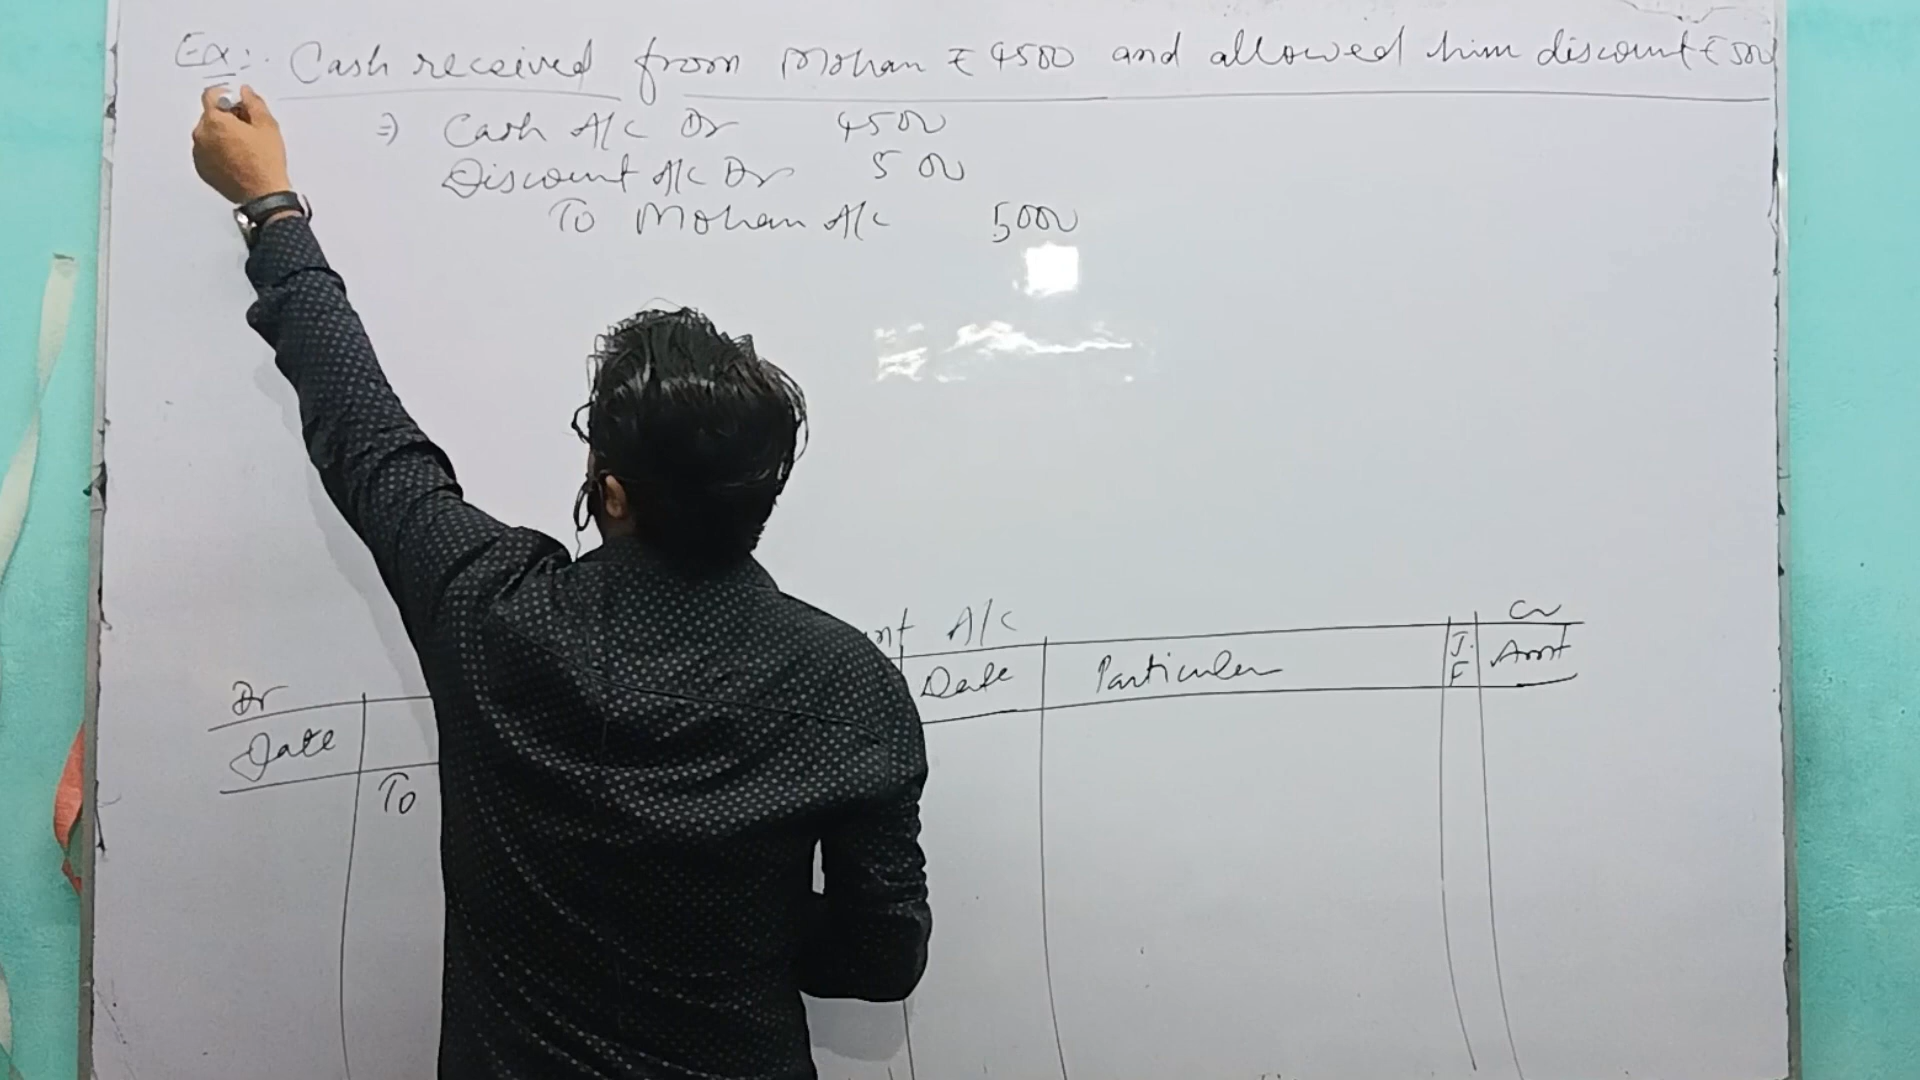 Ex:- Cash received from Mohan ₹ 4500 and allowed him discount ₹ 500
⇒ Cash A/c Dr 4500
Discount A/c Dr 500
To Mohan A/c 5000
A/c
Dr Cr
Date Date Particular J.F Amt
To